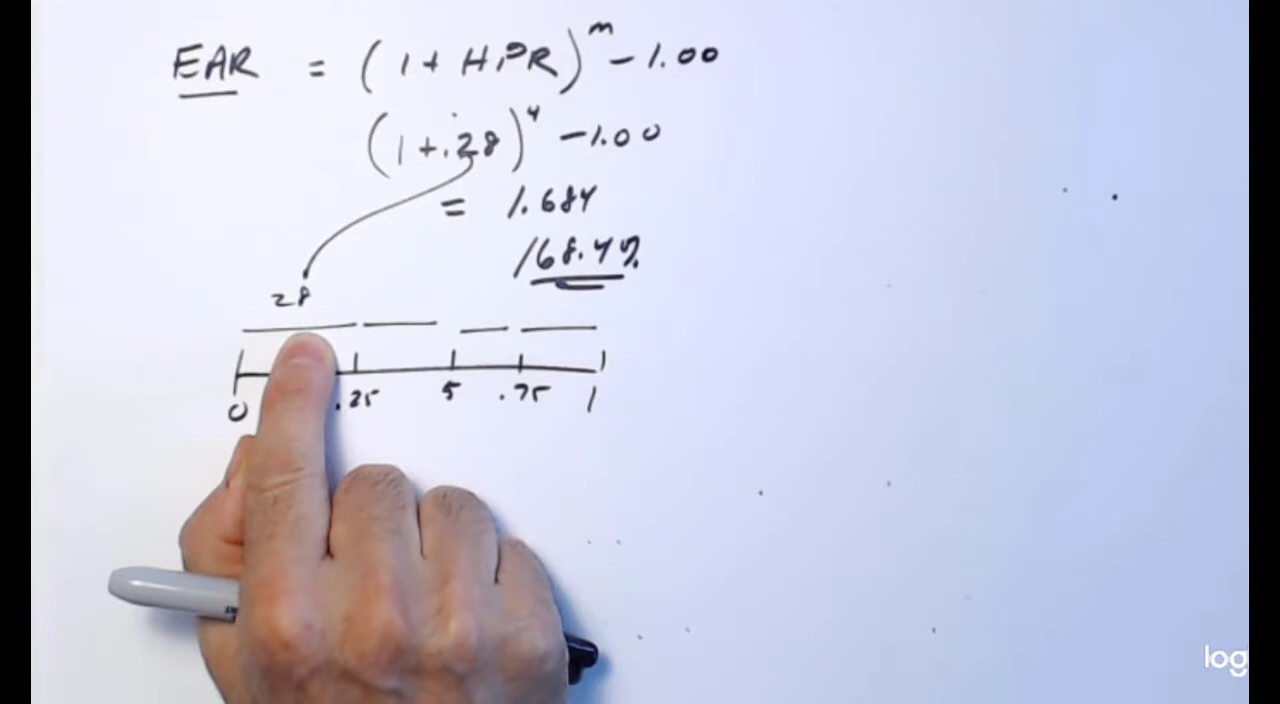 EAR = (1 + HPR)^m - 1.00
(1 + .28)^4 - 1.00
= 1.684
168.4%
28
0 .25 5 .75 1
log